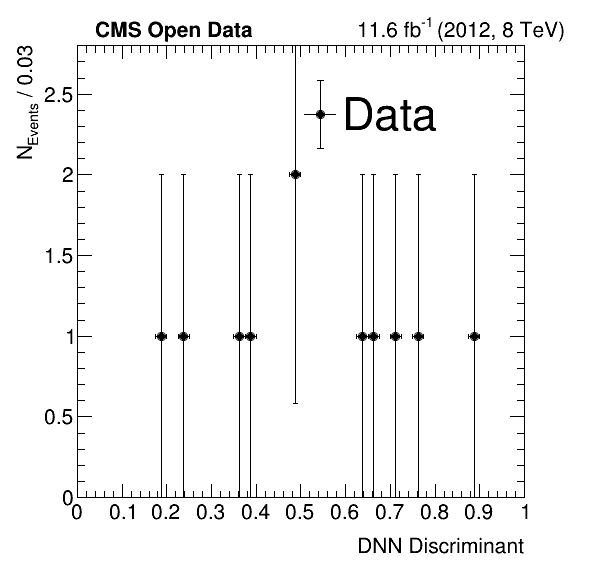 CMS Open Data 11.6 fb⁻¹ (2012, 8 TeV)
N_Events / 0.03
Data
2.5
2
1.5
1
0.5
0
0 0.1 0.2 0.3 0.4 0.5 0.6 0.7 0.8 0.9 1
DNN Discriminant